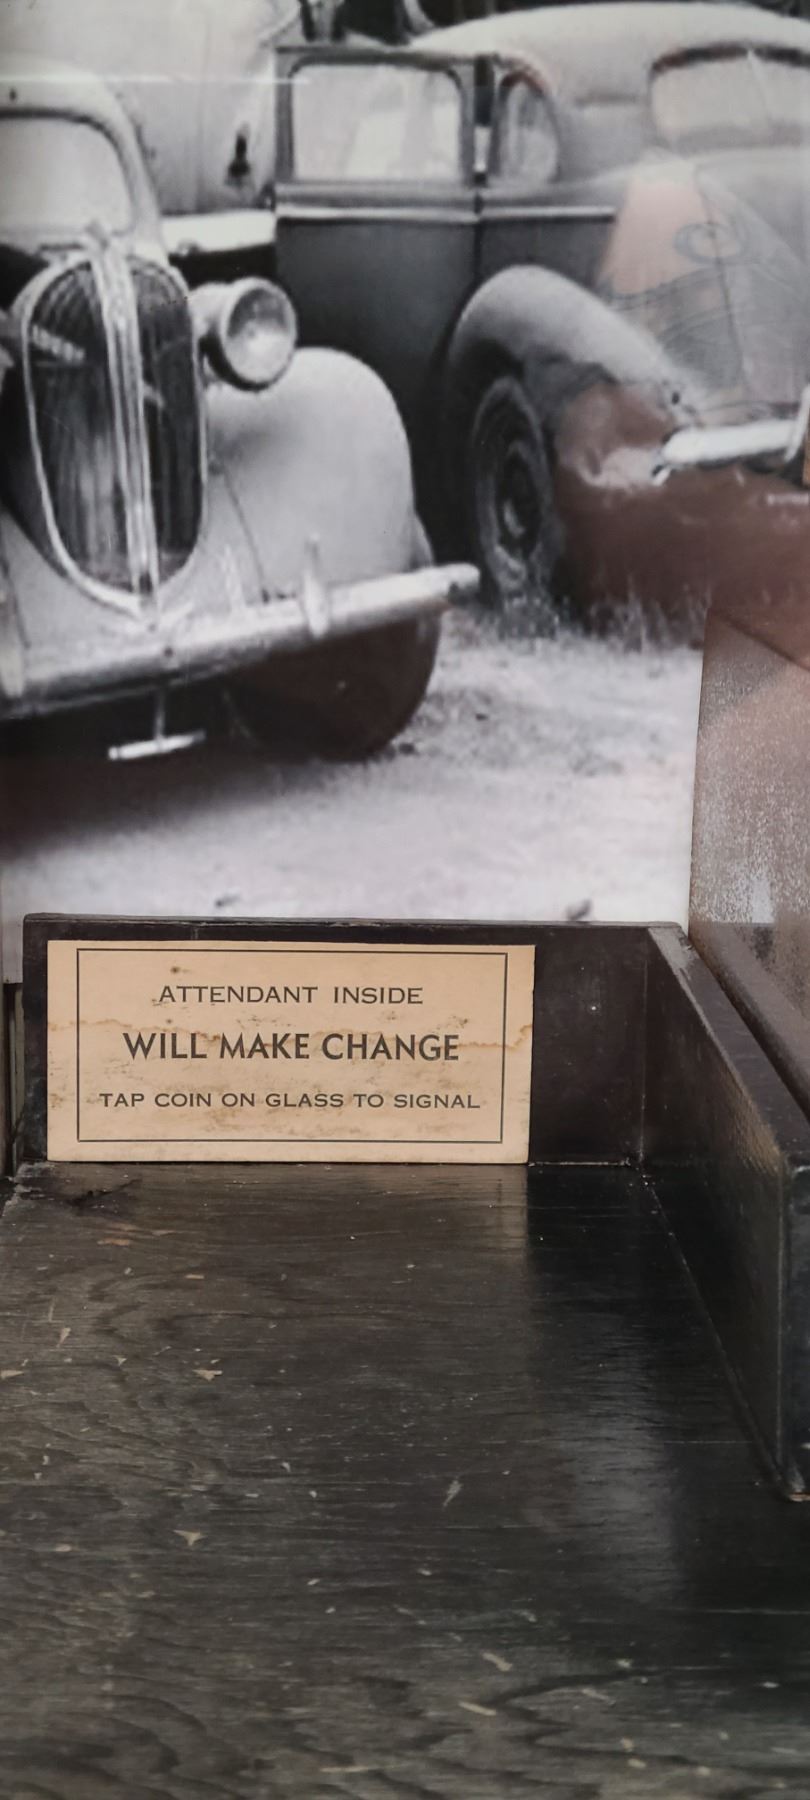 ATTENDANT INSIDE
WILL MAKE CHANGE
TAP COIN ON GLASS TO SIGNAL